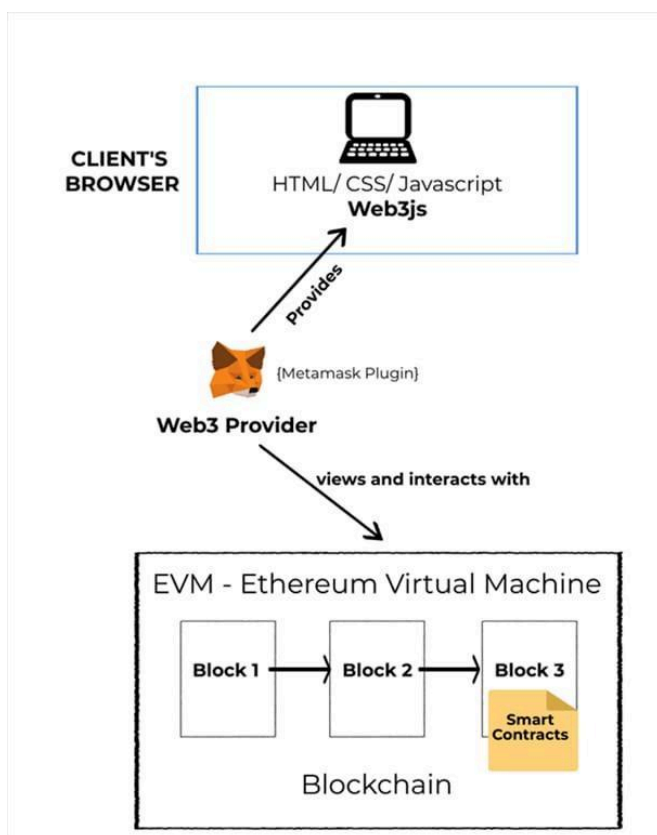 CLIENT'S
BROWSER
HTML/ CSS/ Javascript
Web3js
Provides
{Metamask Plugin}
Web3 Provider
views and interacts with
EVM - Ethereum Virtual Machine
Block 1
Block 2
Block 3
Smart
Contracts
Blockchain